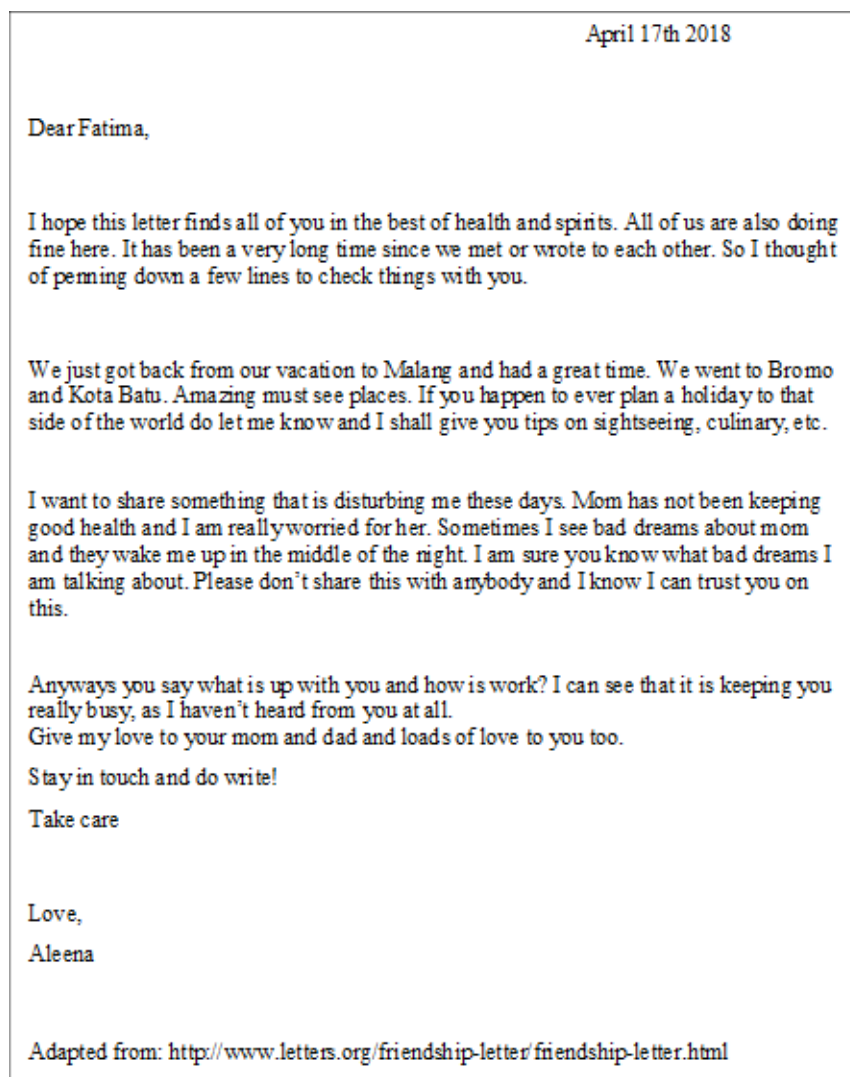 April 17th 2018
Dear Fatima,
I hope this letter finds all of you in the best of health and spirits. All of us are also doing
fine here. It has been a very long time since we met or wrote to each other. So I thought
of penning down a few lines to check things with you.
We just got back from our vacation to Malang and had a great time. We went to Bromo
and Kota Batu. Amazing must see places. If you happen to ever plan a holiday to that
side of the world do let me know and I shall give you tips on sightseeing, culinary, etc.
I want to share something that is disturbing me these days. Mom has not been keeping
good health and I am really worried for her. Sometimes I see bad dreams about mom
and they wake me up in the middle of the night. I am sure you know what bad dreams I
am talking about. Please don’t share this with anybody and I know I can trust you on
this.
Anyways you say what is up with you and how is work? I can see that it is keeping you
really busy, as I haven’t heard from you at all.
Give my love to your mom and dad and loads of love to you too.
Stay in touch and do write!
Take care
Love,
Aleena
Adapted from: http://www.letters.org/friendship-letter/friendship-letter.html